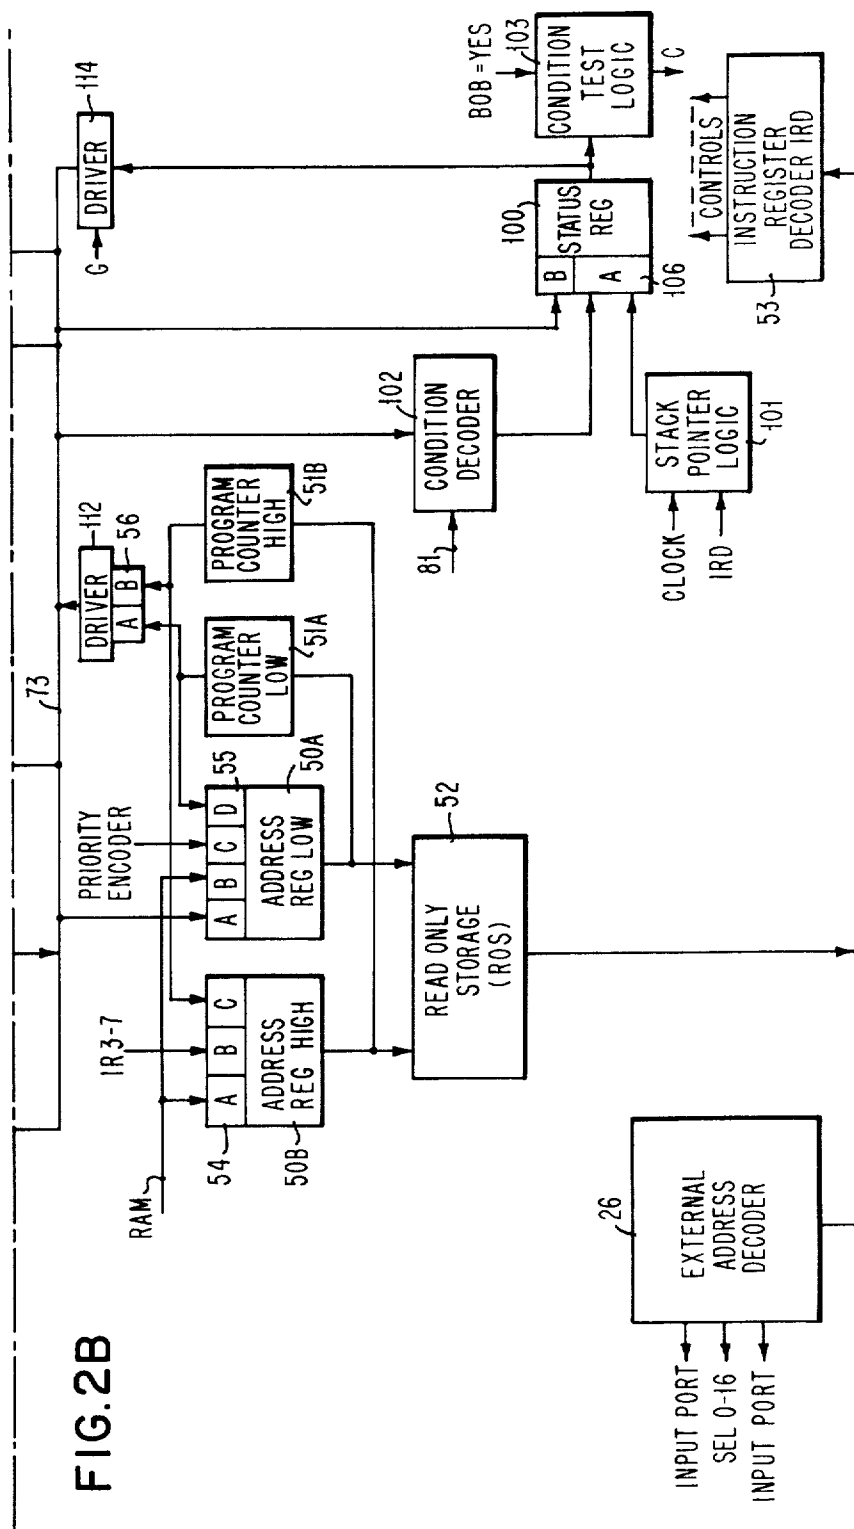 FIG.2B
RAM
IR3-7
PRIORITY
ENCODER
73
G
DRIVER
114
DRIVER
112
A
B
56
54
A
B
C
ADDRESS
REG HIGH
50B
A
B
C
D
55
ADDRESS
REG LOW
50A
PROGRAM
COUNTER
LOW
51A
PROGRAM
COUNTER
HIGH
51B
READ ONLY
STORAGE
(ROS)
52
81
CONDITION
DECODER
102
CLOCK
IRD
STACK
POINTER
LOGIC
101
100
B
A
STATUS
REG
106
BOB=YES
103
CONDITION
TEST
LOGIC
C
CONTROLS
INSTRUCTION
REGISTER
DECODER IRD
53
26
EXTERNAL
ADDRESS
DECODER
INPUT PORT
SEL 0-16
INPUT PORT